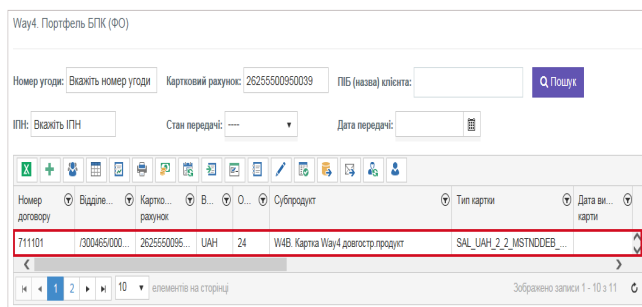 Way4. Портфель БПК (ФО)
Номер угоди: Вкажіть номер угоди Картковий рахунок: 26255500950039 ПІБ (назва) клієнта: Пошук
ІПН: Вкажіть ІПН Стан передачі: ---- Дата передачі:
Номер договору Відділе... Картко... рахунок В... О... Субпродукт Тип картки Дата ви... карти
711101 /300465/000... 2625550095... UAH 24 W4B. Картка Way4 довгостр.продукт SAL_UAH_2_2_MSTNDDEB_...
1 2 10 елементів на сторінці Зображено записи 1 - 10 з 11